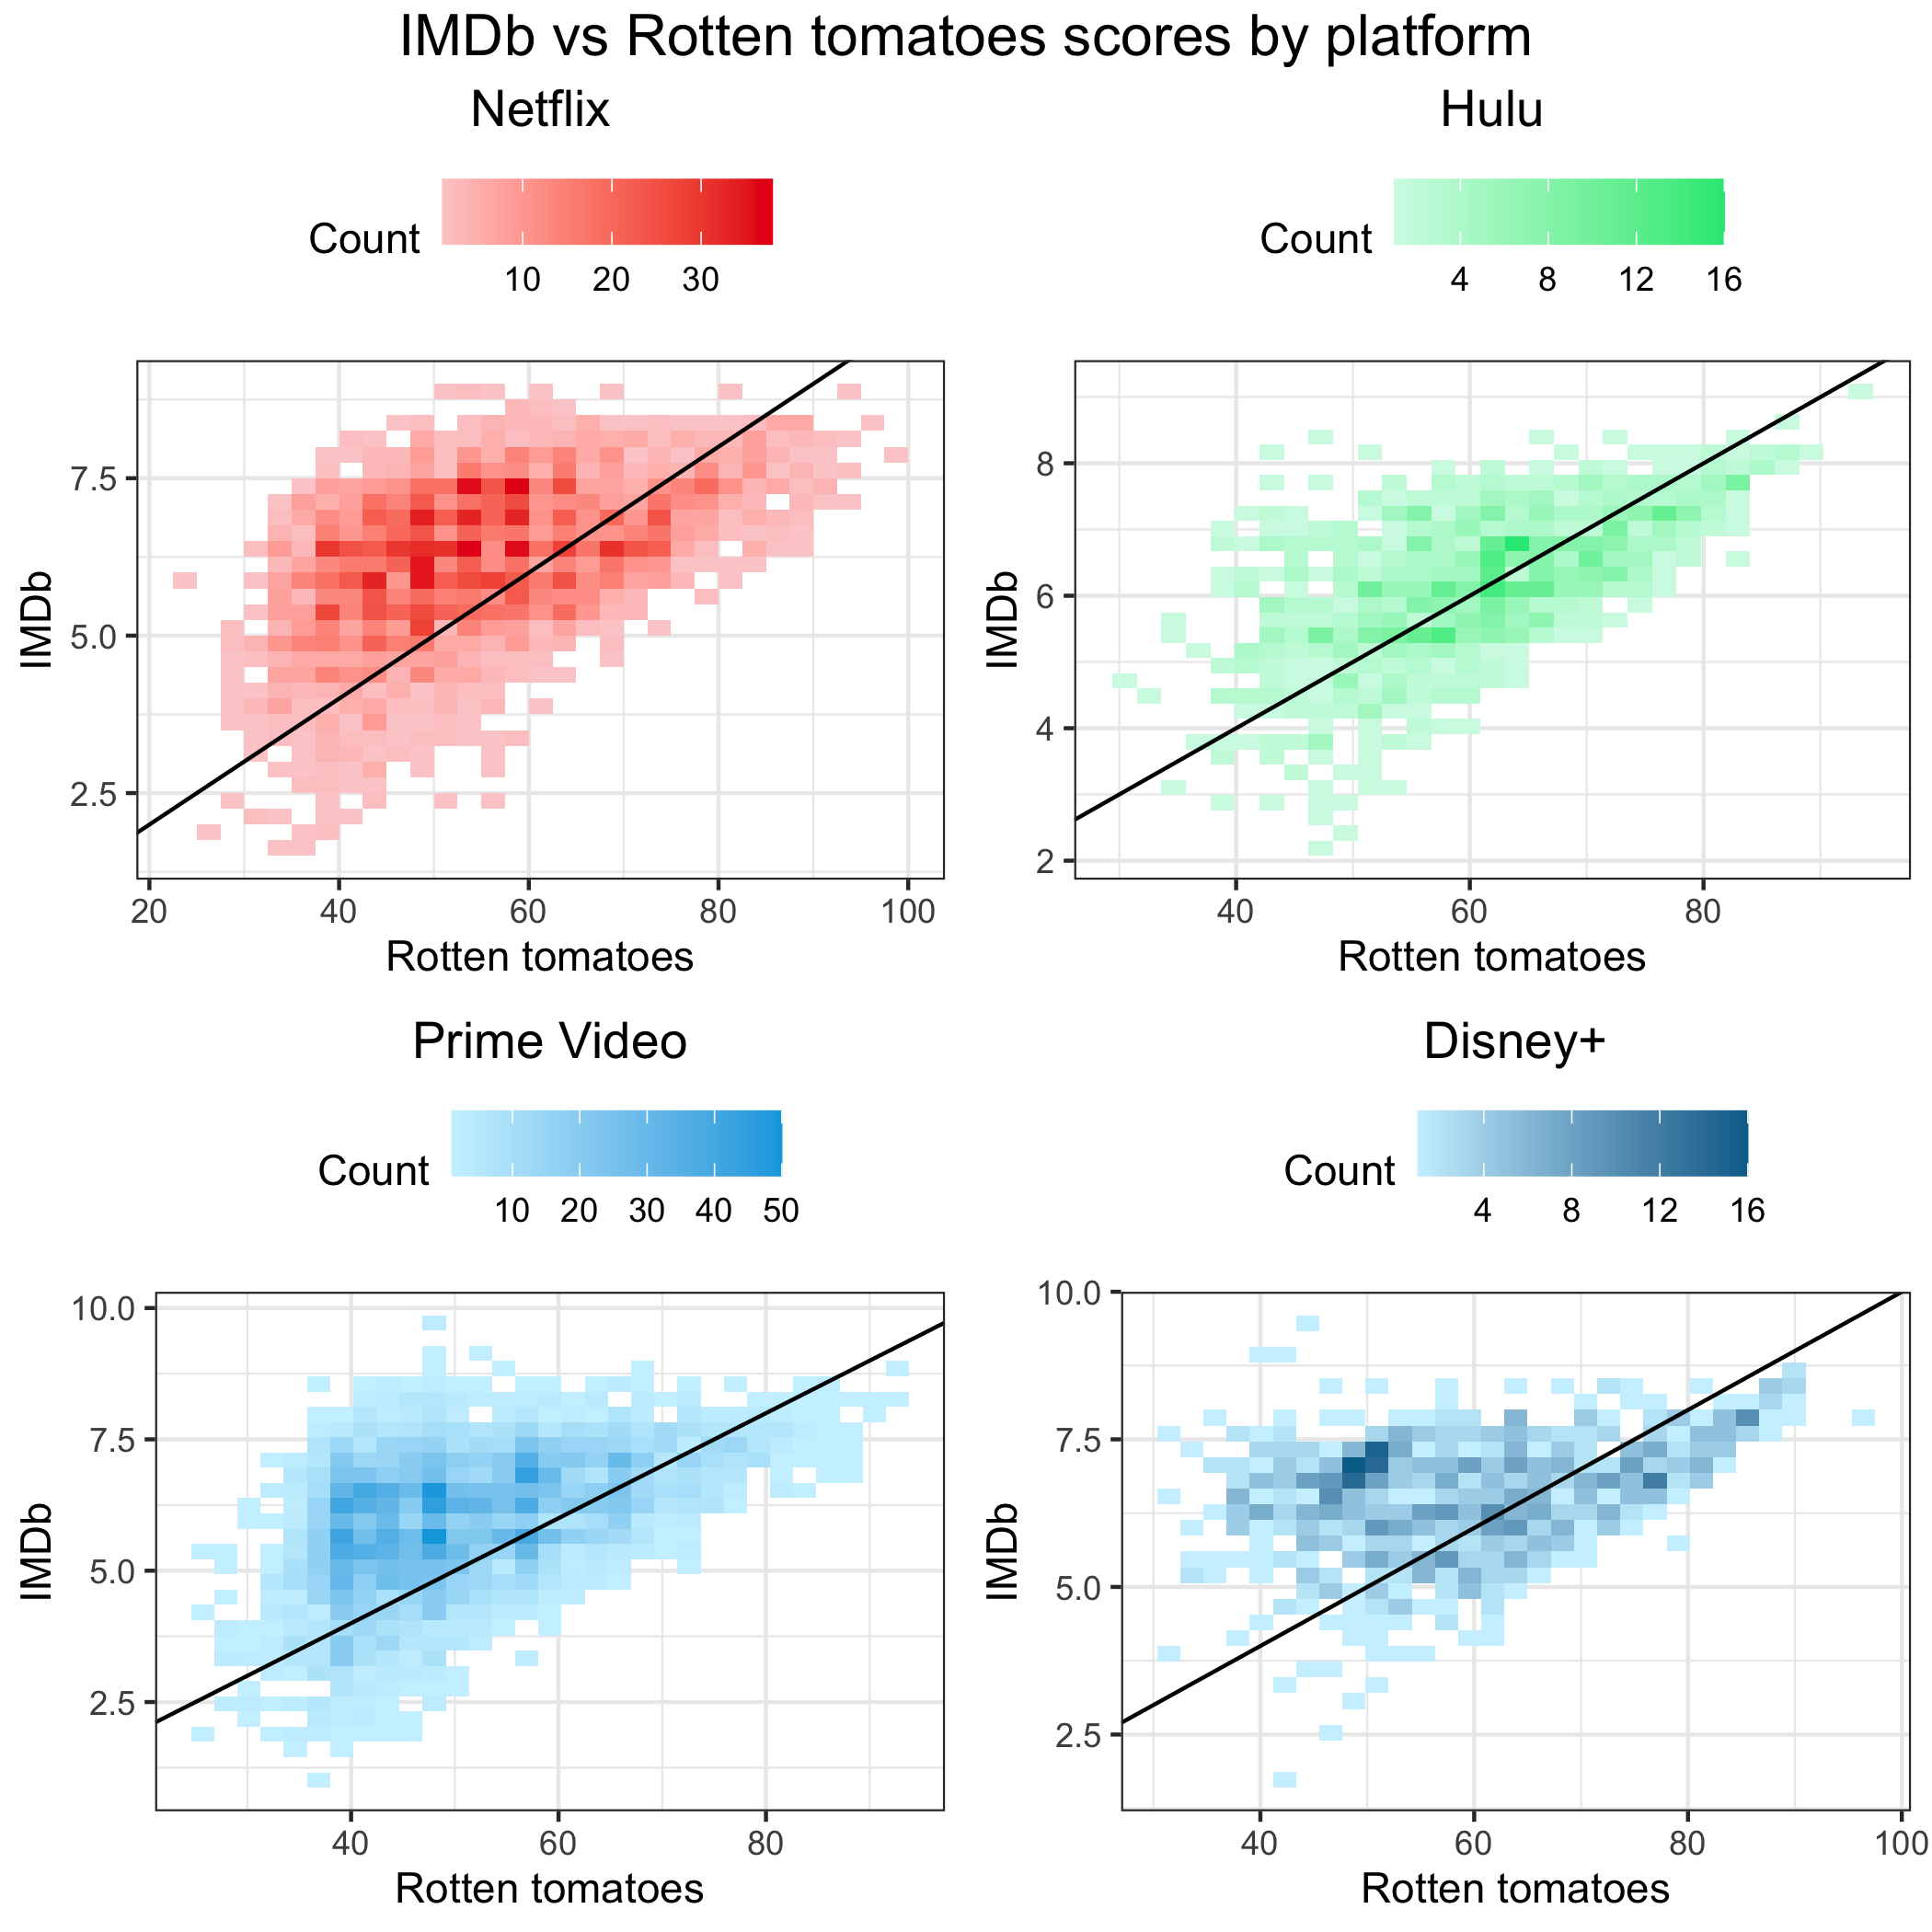 IMDb vs Rotten tomatoes scores by platform
Netflix
Count
10 20 30
7.5
5.0
2.5
IMDb
20 40 60 80 100
Rotten tomatoes
Hulu
Count
4 8 12 16
8
6
4
2
IMDb
40 60 80
Rotten tomatoes
Prime Video
Count
10 20 30 40 50
10.0
7.5
5.0
2.5
IMDb
40 60 80
Rotten tomatoes
Disney+
Count
4 8 12 16
10.0
7.5
5.0
2.5
IMDb
40 60 80 100
Rotten tomatoes